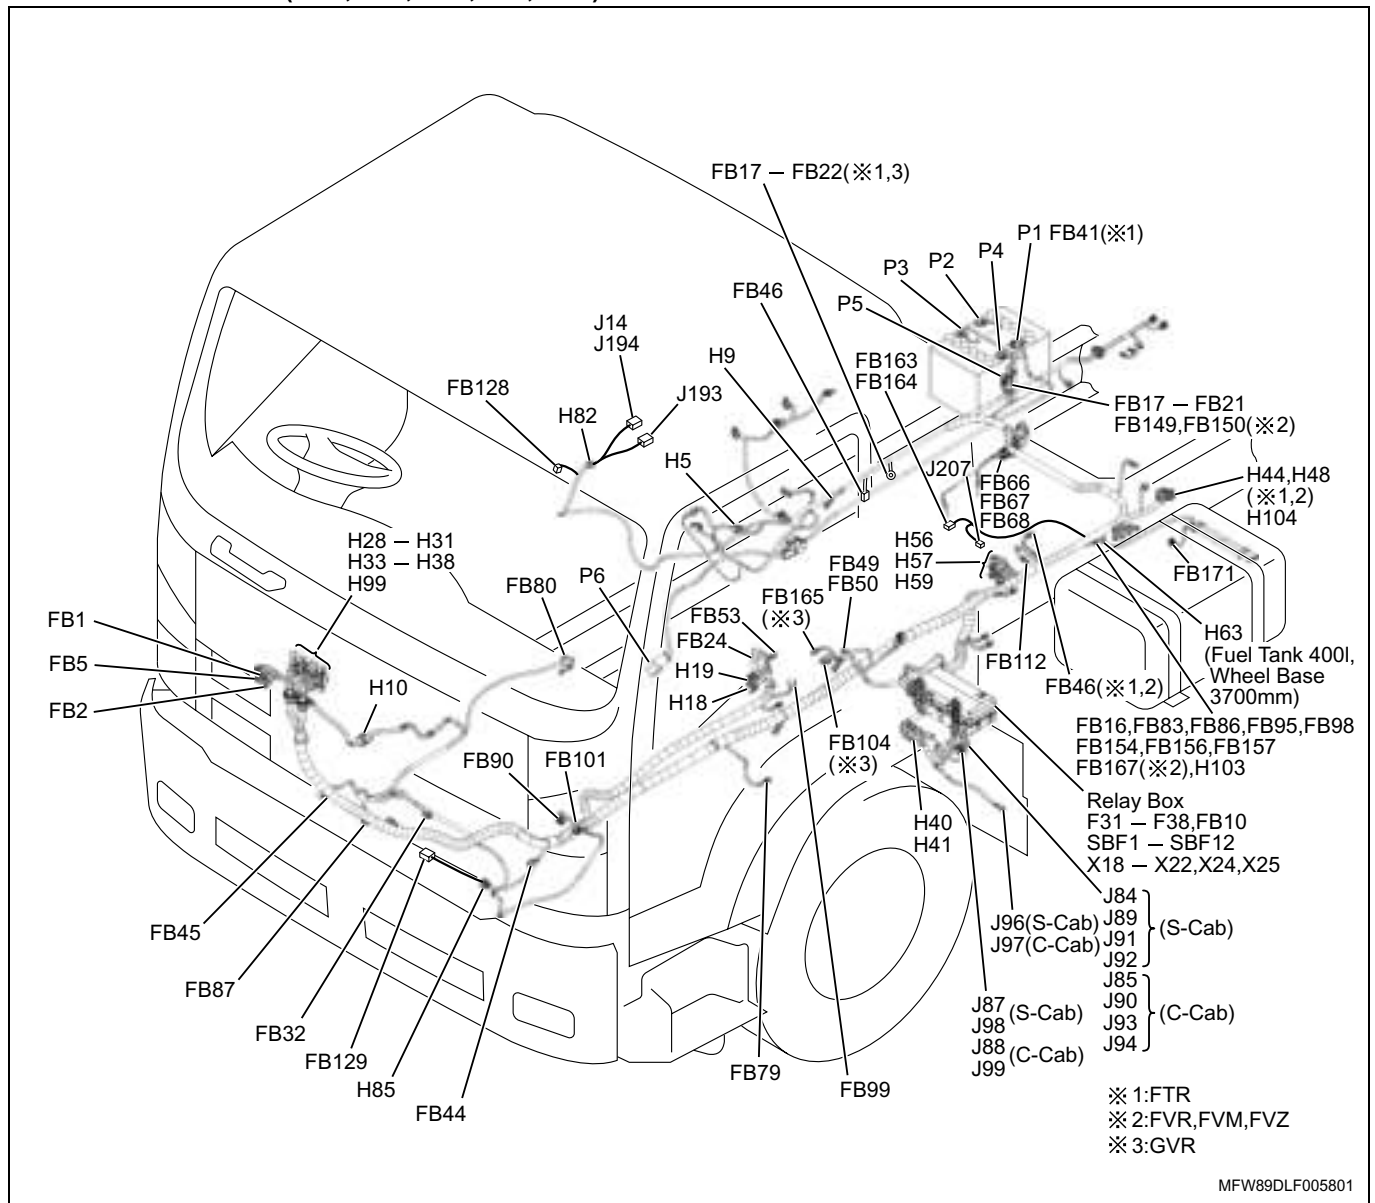 FB17 — FB22(※1,3)
P1 FB41(※1)
P4
P2
P3
P5
FB46
J14
J194
H9
FB163
FB164
J193
FB128
H82
FB17 — FB21
FB149,FB150(※2)
H5
J207
FB66
FB67
FB68
H44,H48
(※1,2)
H104
H28 — H31
H33 — H38
H99
H56
H57
H59
FB49
FB50
FB171
FB80
P6
FB165
(※3)
FB1
FB53
FB24
FB5
H19
H63
(Fuel Tank 400l,
Wheel Base
3700mm)
FB112
FB2
H10
H18
FB46(※1,2)
FB16,FB83,FB86,FB95,FB98
FB154,FB156,FB157
FB167(※2),H103
FB90
FB101
FB104
(※3)
Relay Box
F31 — F38,FB10
SBF1 — SBF12
X18 — X22,X24,X25
H40
H41
J84
J89
J91
J92
(S-Cab)
J96(S-Cab)
J97(C-Cab)
FB45
J85
J90
J93
J94
(C-Cab)
FB87
J87
J98
(S-Cab)
J88
J99
(C-Cab)
FB32
FB129
H85
FB44
FB79
FB99
※1:FTR
※2:FVR,FVM,FVZ
※3:GVR
MFW89DLF005801